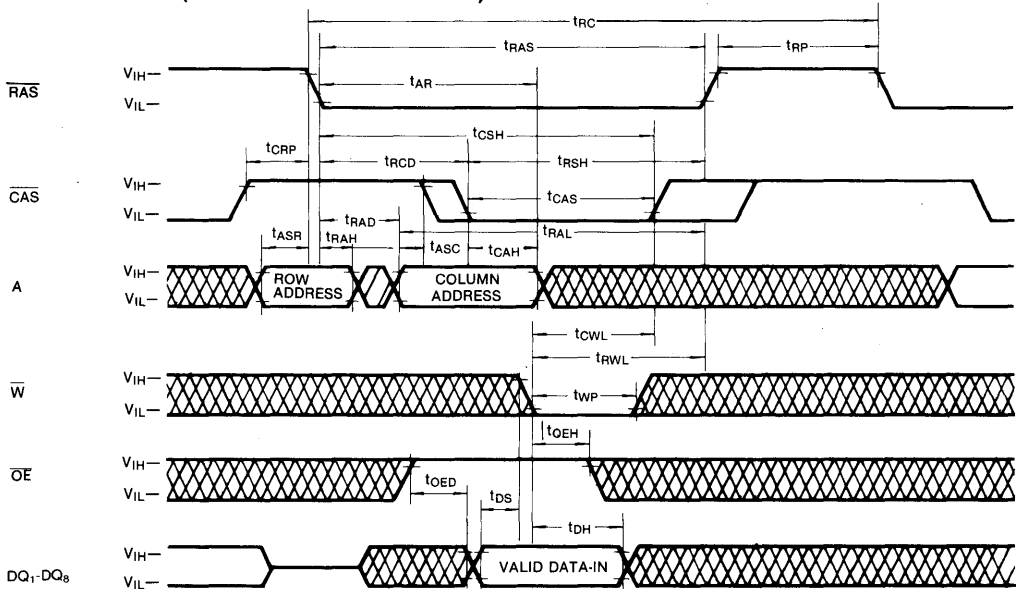 tRC
tRAS
tRP
RAS
VIH—
VIL—
tAR
tCSH
tCRP
tRCD
tRSH
CAS
VIH—
VIL—
tCAS
tRAD
tRAL
tASR
tRAH
tASC
tCAH
A
VIH—
VIL—
ROW ADDRESS
COLUMN ADDRESS
tCWL
tRWL
W
VIH—
VIL—
tWP
tOEH
OE
VIH—
VIL—
tOED
tDS
tDH
DQ1-DQ8
VIH—
VIL—
VALID DATA-IN